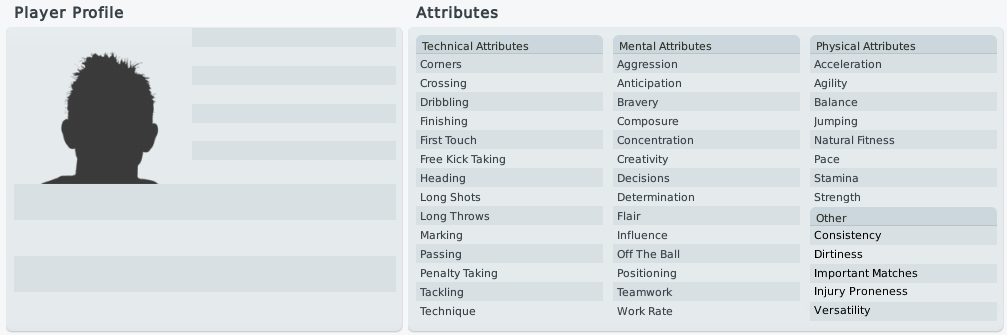 Player Profile
Attributes
Technical Attributes
Corners
Crossing
Dribbling
Finishing
First Touch
Free Kick Taking
Heading
Long Shots
Long Throws
Marking
Passing
Penalty Taking
Tackling
Technique
Mental Attributes
Aggression
Anticipation
Bravery
Composure
Concentration
Creativity
Decisions
Determination
Flair
Influence
Off The Ball
Positioning
Teamwork
Work Rate
Physical Attributes
Acceleration
Agility
Balance
Jumping
Natural Fitness
Pace
Stamina
Strength
Other
Consistency
Dirtiness
Important Matches
Injury Proneness
Versatility